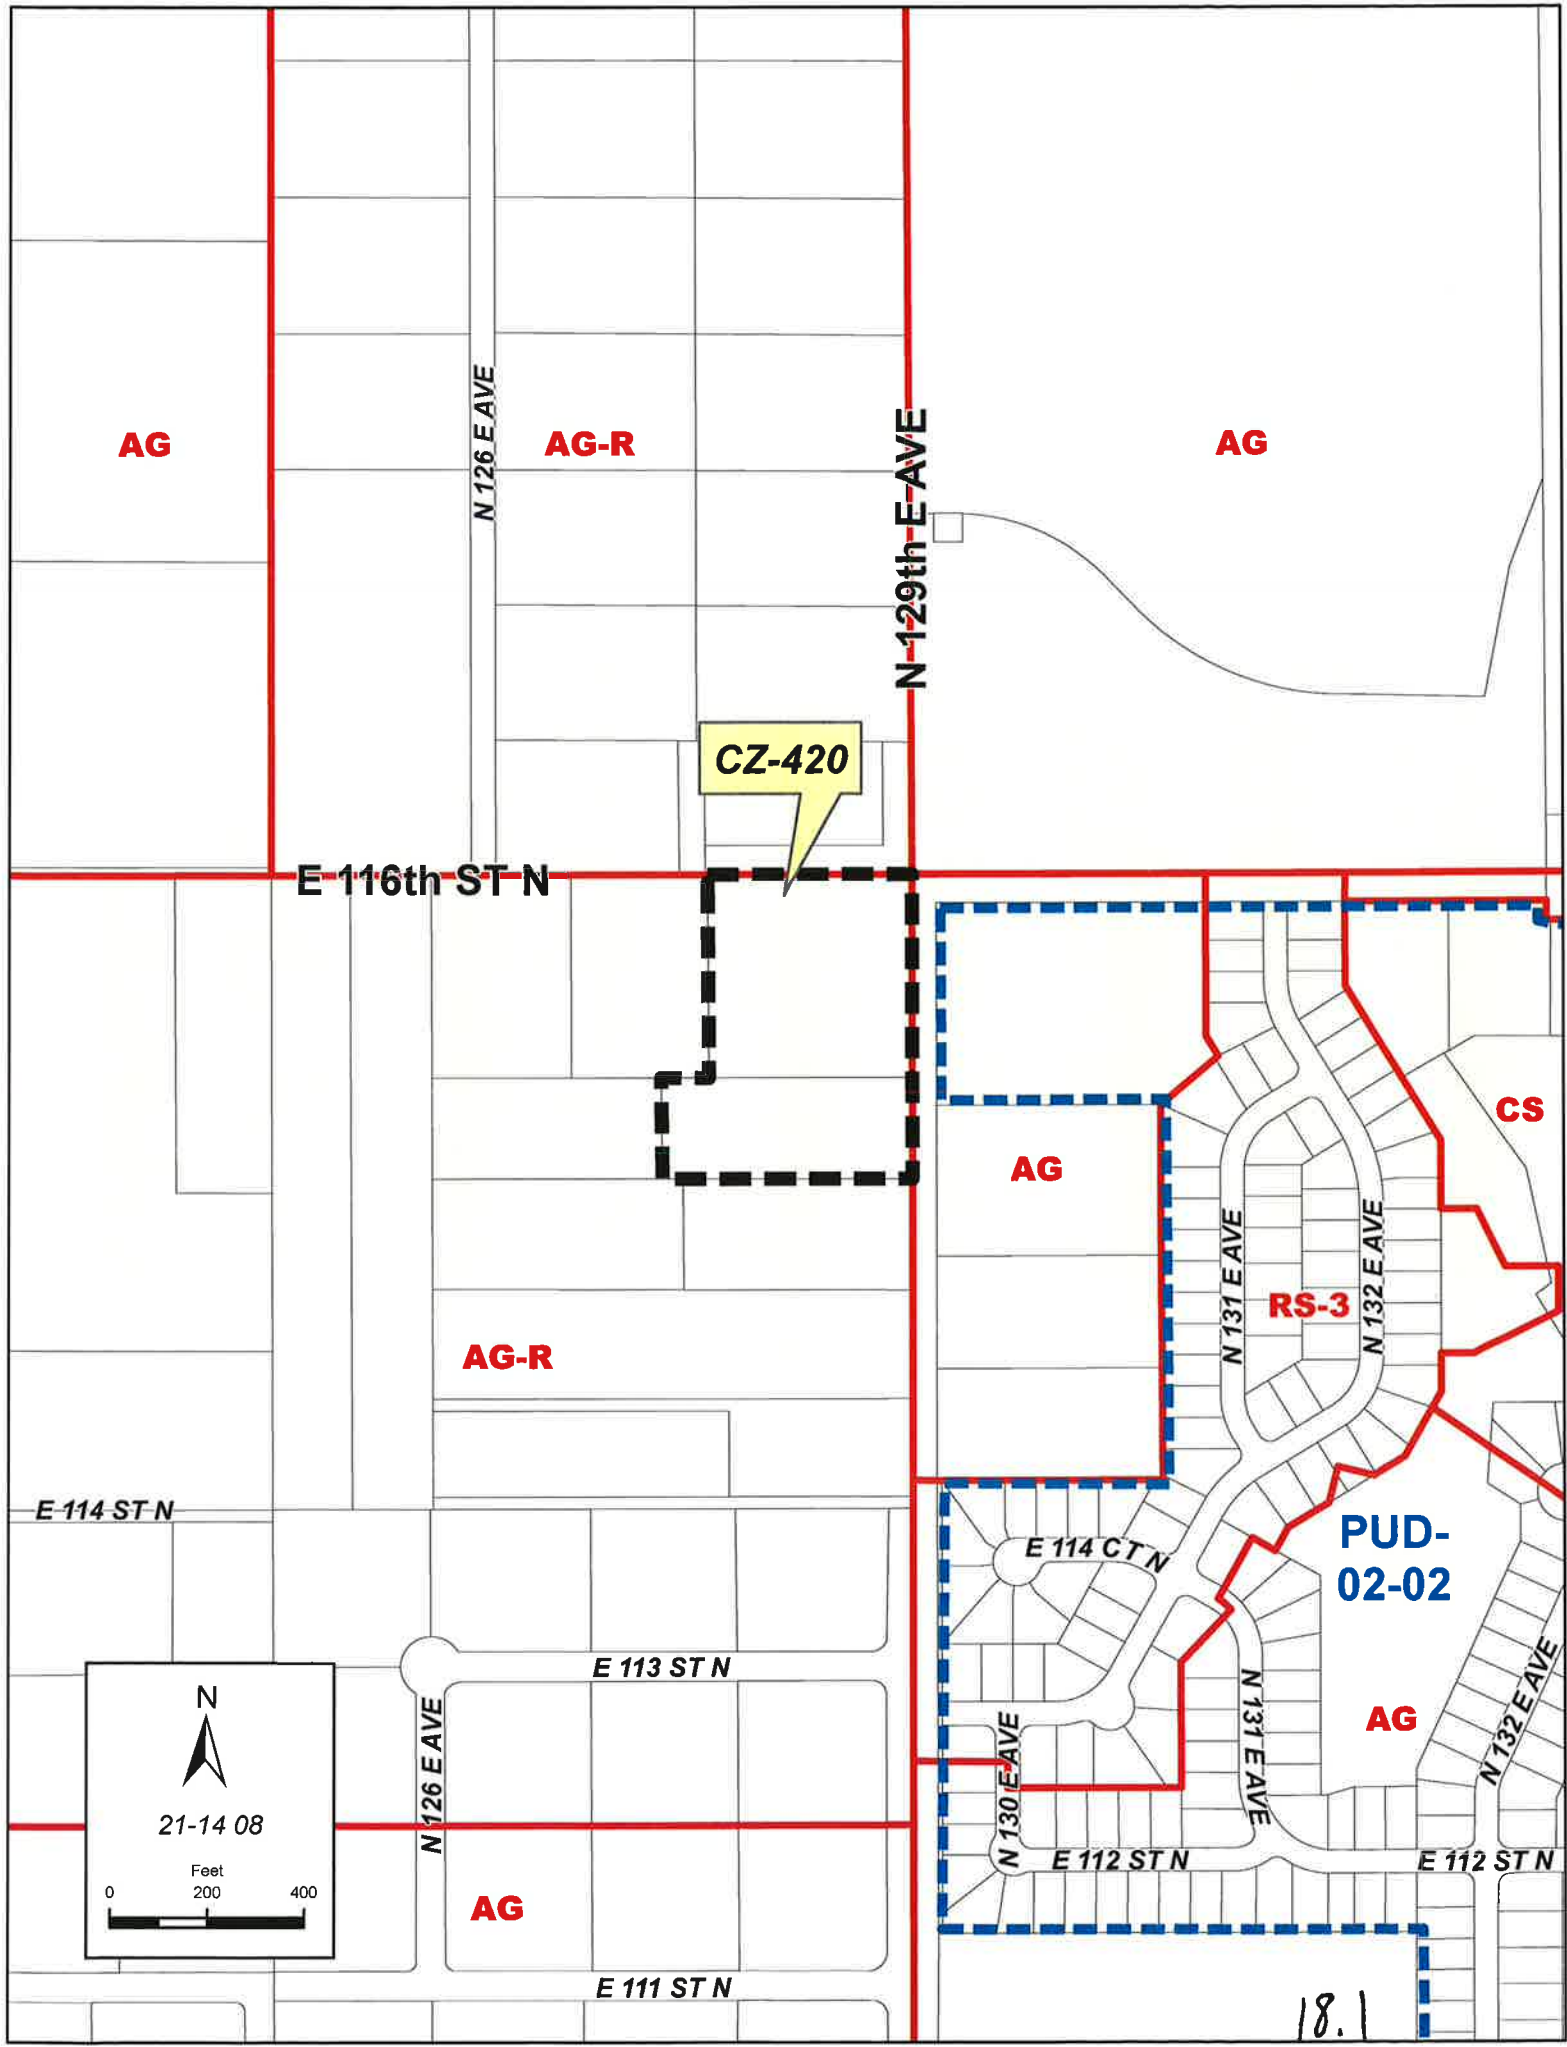 AG
AG-R
AG
N 126 E AVE
N 129th E AVE
CZ-420
E 116th ST N
CS
AG
N 131 E AVE
RS-3
N 132 E AVE
AG-R
E 114 ST N
E 114 CT N
PUD-
02-02
E 113 ST N
N 126 E AVE
N 130 E AVE
N 131 E AVE
AG
N 132 E AVE
N
21-14 08
Feet
0 200 400
E 112 ST N
E 112 ST N
AG
E 111 ST N
18.1